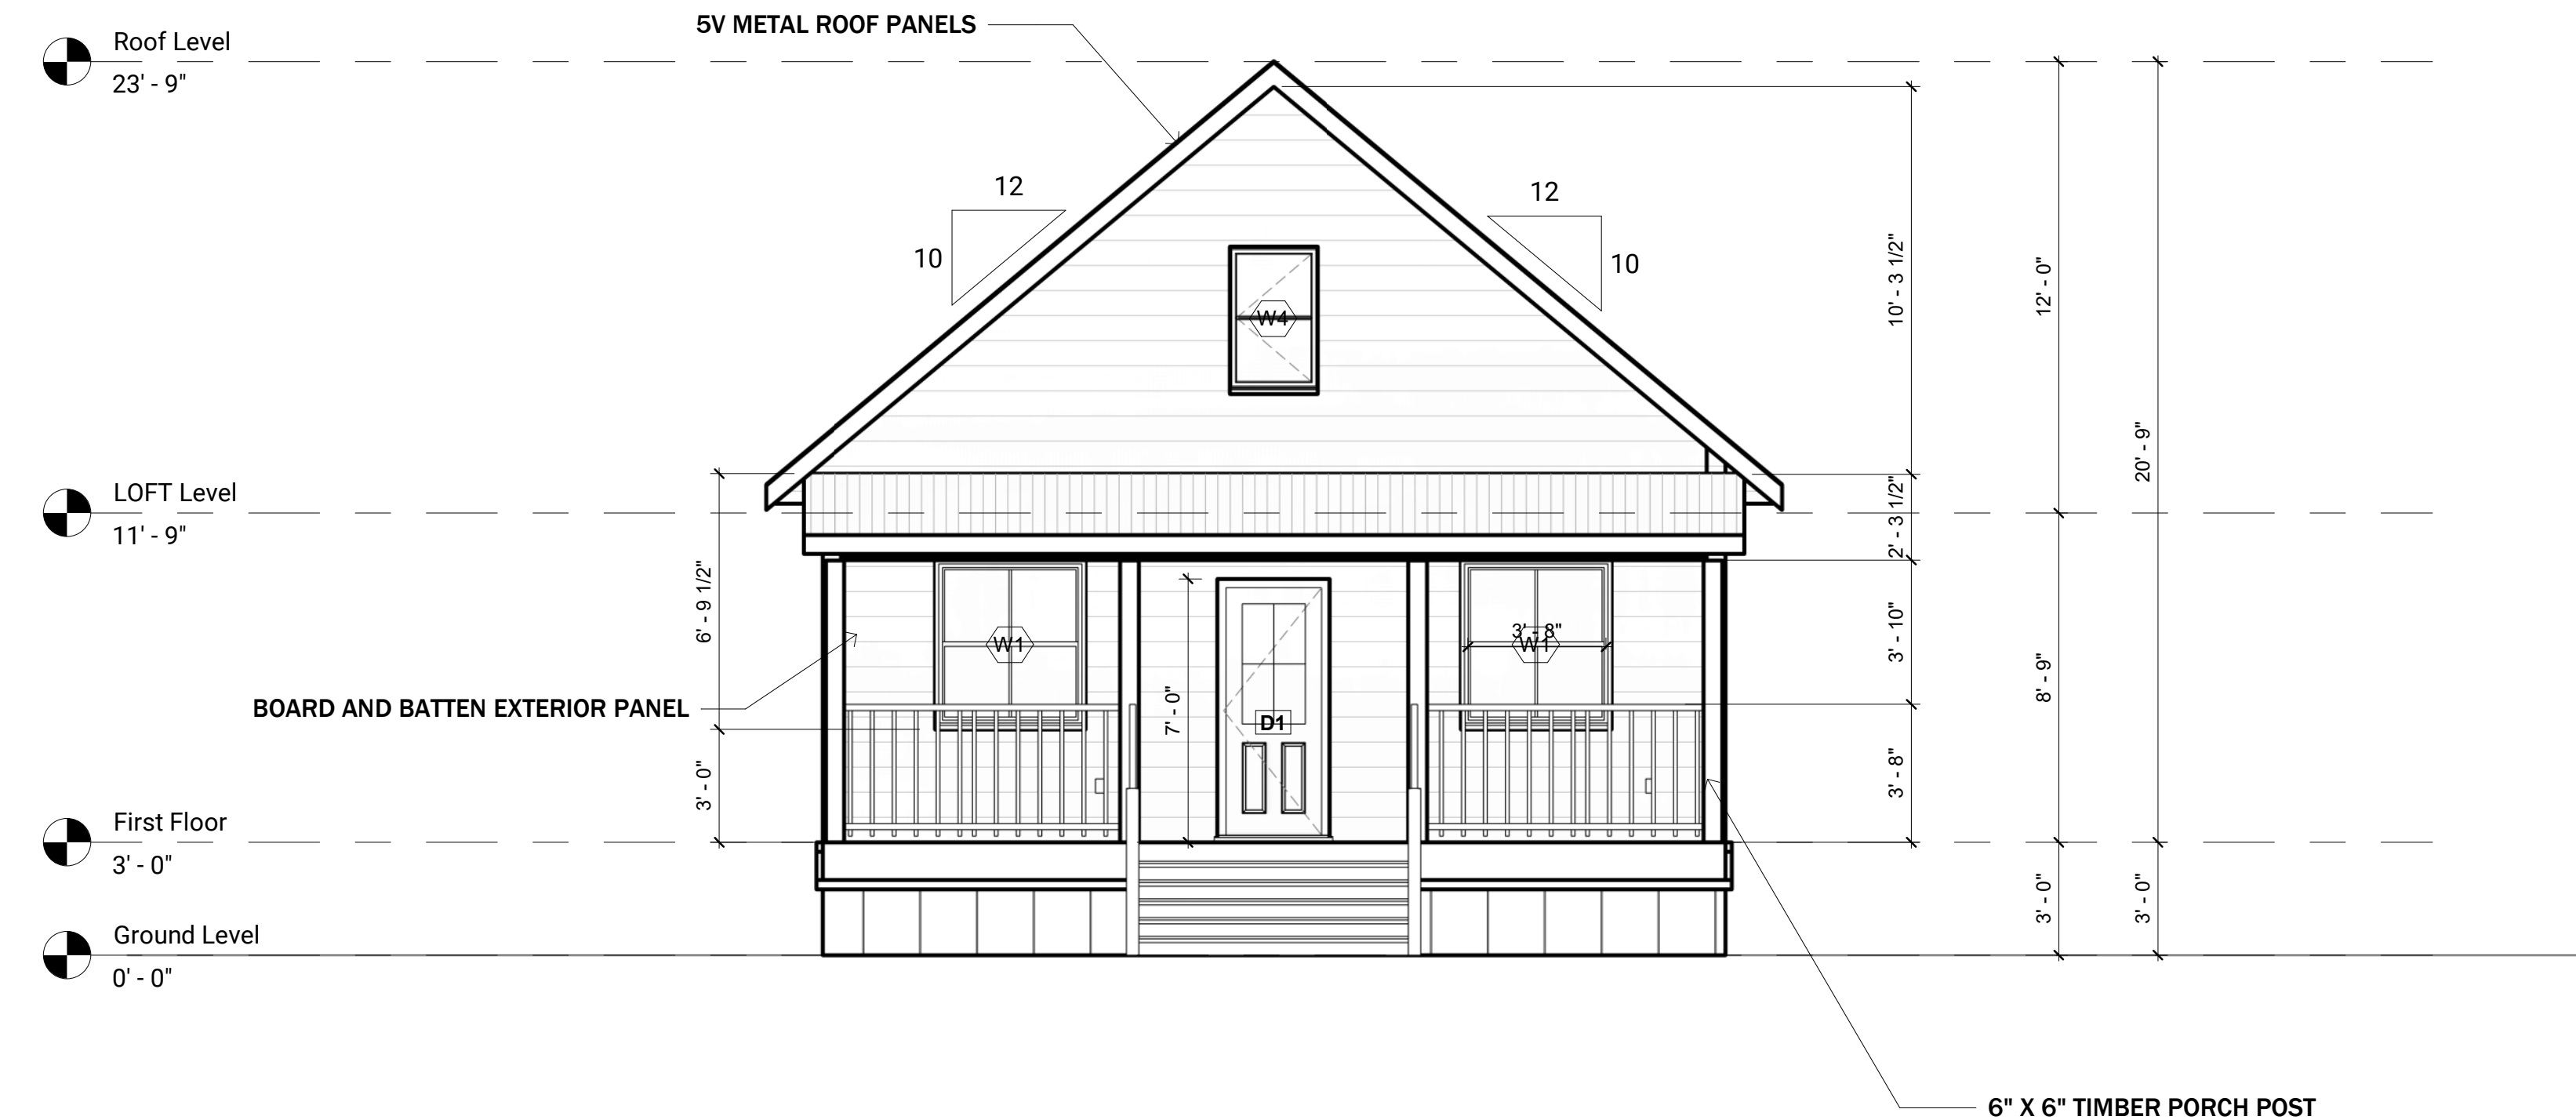 5V METAL ROOF PANELS
Roof Level
23' - 9"
12
10
12
10
10' - 3 1/2"
12' - 0"
W4
20' - 9"
LOFT Level
11' - 9"
2' - 3 1/2"
6' - 9 1/2"
W1
3' - 8"
W1
3' - 10"
8' - 9"
BOARD AND BATTEN EXTERIOR PANEL
7' - 0"
D1
3' - 0"
3' - 8"
First Floor
3' - 0"
3' - 0"
3' - 0"
Ground Level
0' - 0"
6" X 6" TIMBER PORCH POST